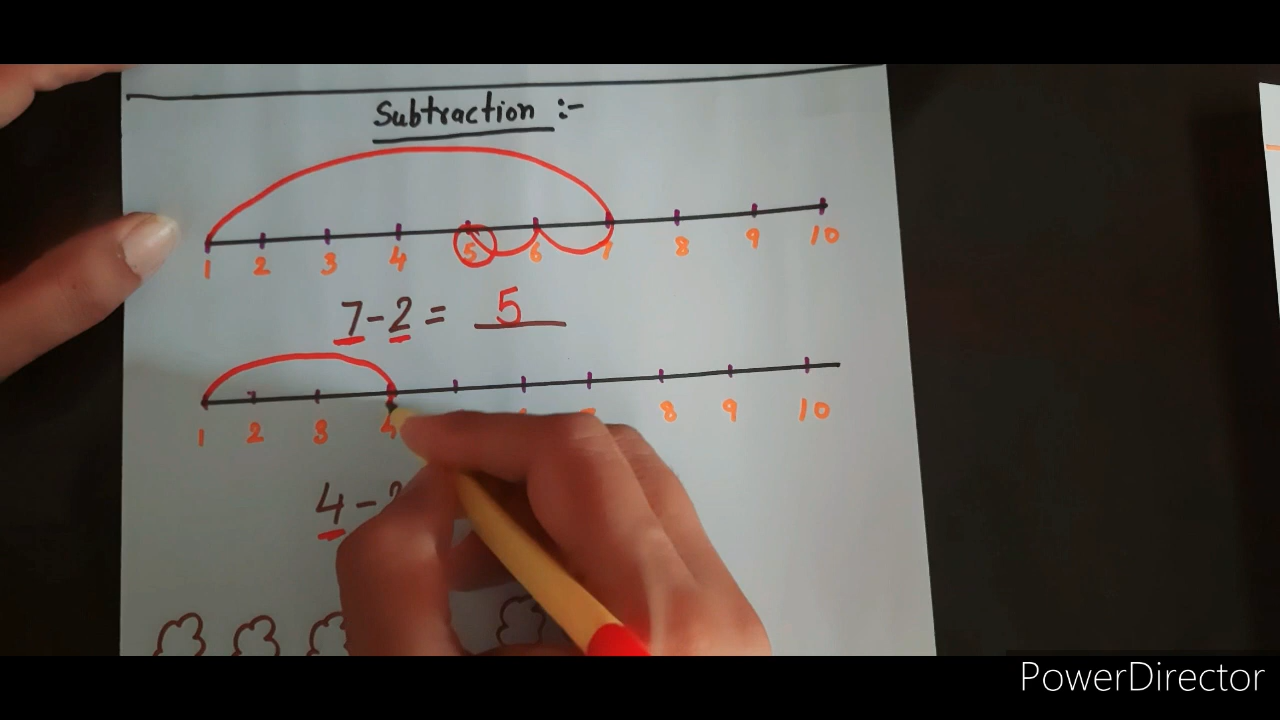 Subtraction :-
1 2 3 4 5 6 7 8 9 10
7-2 = 5
1 2 3 4 8 9 10
4 -
PowerDirector